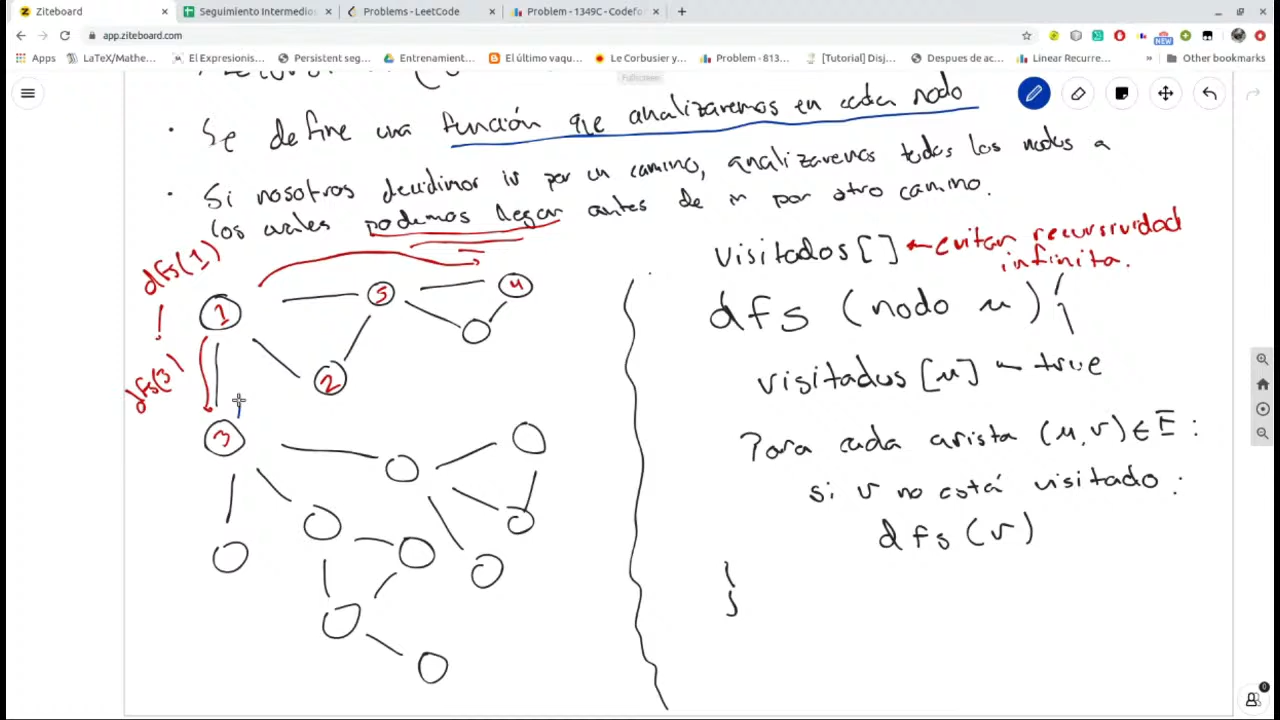 Ziteboard
Seguimiento Intermedios
Problems - LeetCode
Problem - 1349C - Codefo
app.ziteboard.com
Apps
LaTeX/Mathe...
El Expresionis...
Persistent seg...
Entrenamient...
El último vaqu...
Le Corbusier y...
Problem - 813...
[Tutorial] Disj...
Despues de ac...
Linear Recurre...
»
Other bookmarks
NEW
Fullscreen
· Se define una función que analizaremos en cada nodo
· Si nosotros decidimos ir por un camino, analizaremos todos los nodos a
los cuales podemos llegar antes de ir por otro camino.
dfs(1)
dfs(3)
1
5
4
2
3
visitados[] ← evitar recursividad
infinita.
dfs (nodo u) {
visitados [u] ← true
Para cada arista (u,v) ∈ E :
si v no está visitado :
dfs (v)
}
0